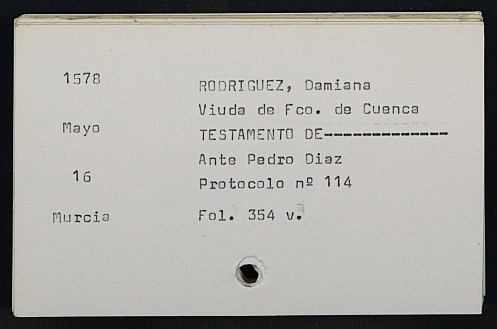 1578
RODRIGUEZ, Damiana
Viuda de Fco. de Cuenca
Mayo
TESTAMENTO DE-------------
Ante Pedro Diaz
16
Protocolo nº 114
Murcia
Fol. 354 v.